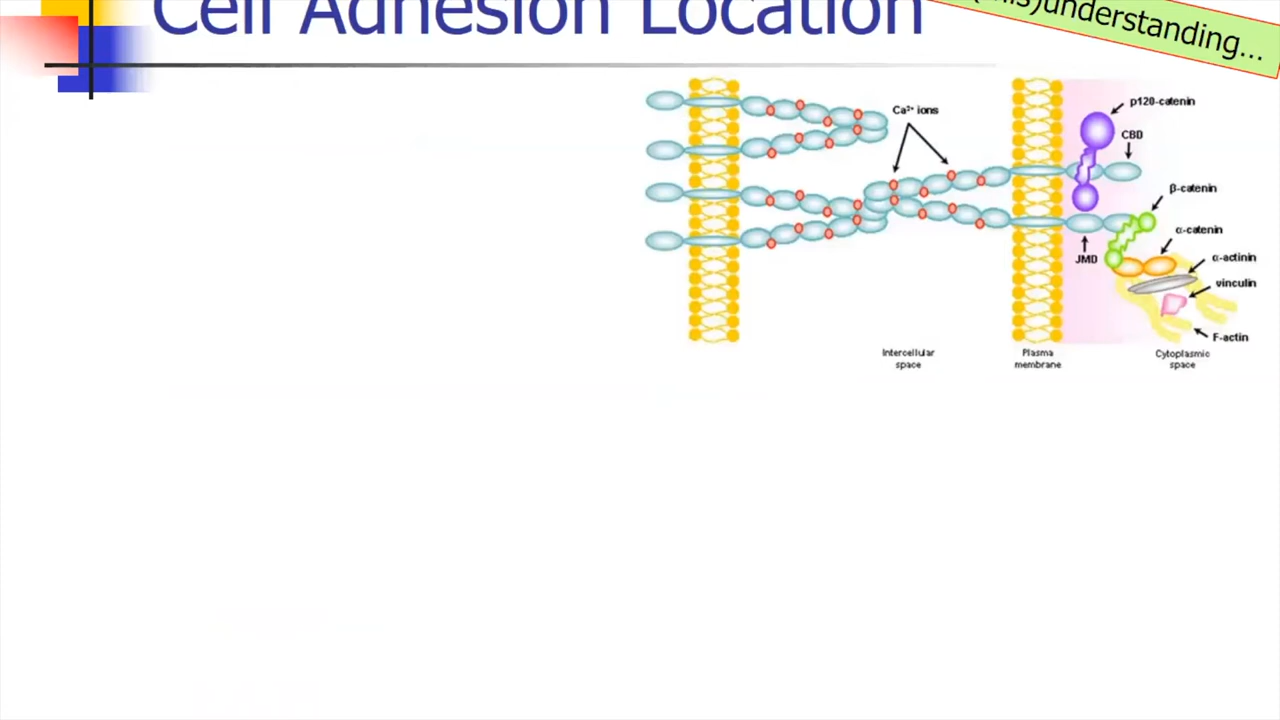 Cell Adhesion Location
understanding...
Ca²⁺ ions
p120-catenin
CBD
β-catenin
α-catenin
JMD
α-actinin
vinculin
F-actin
Intercellular
space
Plasma
membrane
Cytoplasmic
space